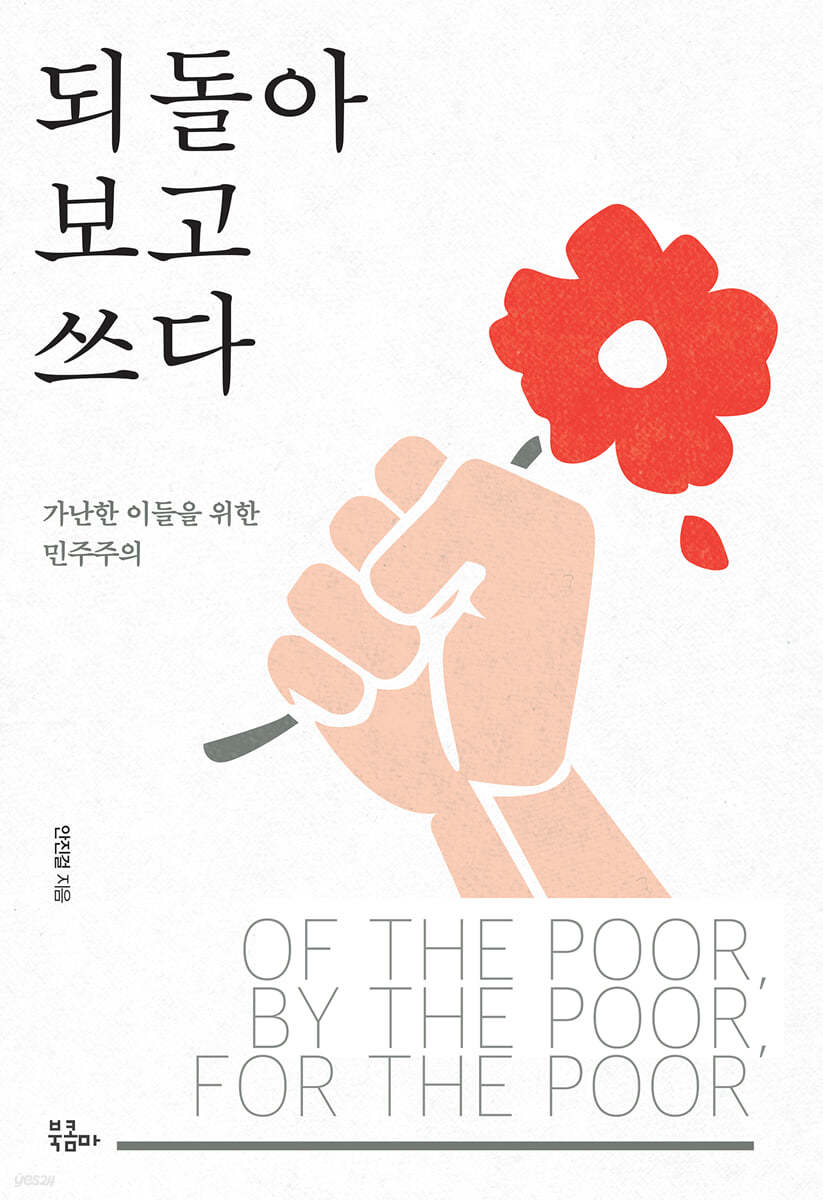 되돌아
보고
쓰다
가난한 이들을 위한
민주주의
안진걸 지음
OF THE POOR,
BY THE POOR,
FOR THE POOR
북콤마
yes24